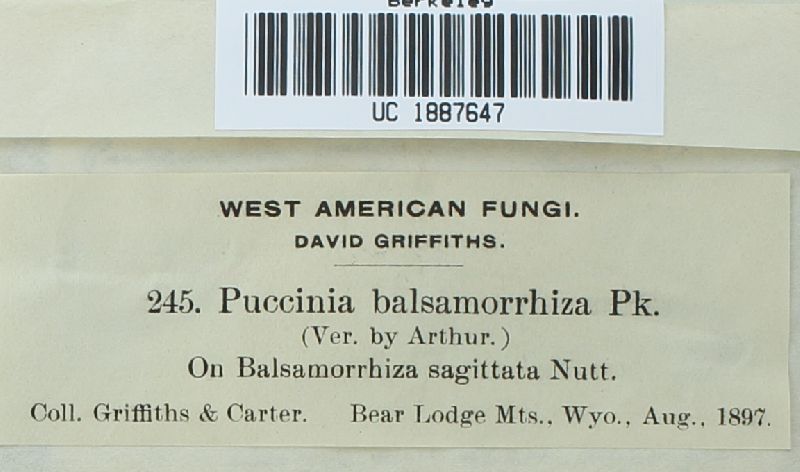 Berkeley
UC 1887647
WEST AMERICAN FUNGI.
DAVID GRIFFITHS.
245. Puccinia balsamorrhiza Pk.
(Ver. by Arthur.)
On Balsamorrhiza sagittata Nutt.
Coll. Griffiths & Carter. Bear Lodge Mts., Wyo., Aug., 1897.